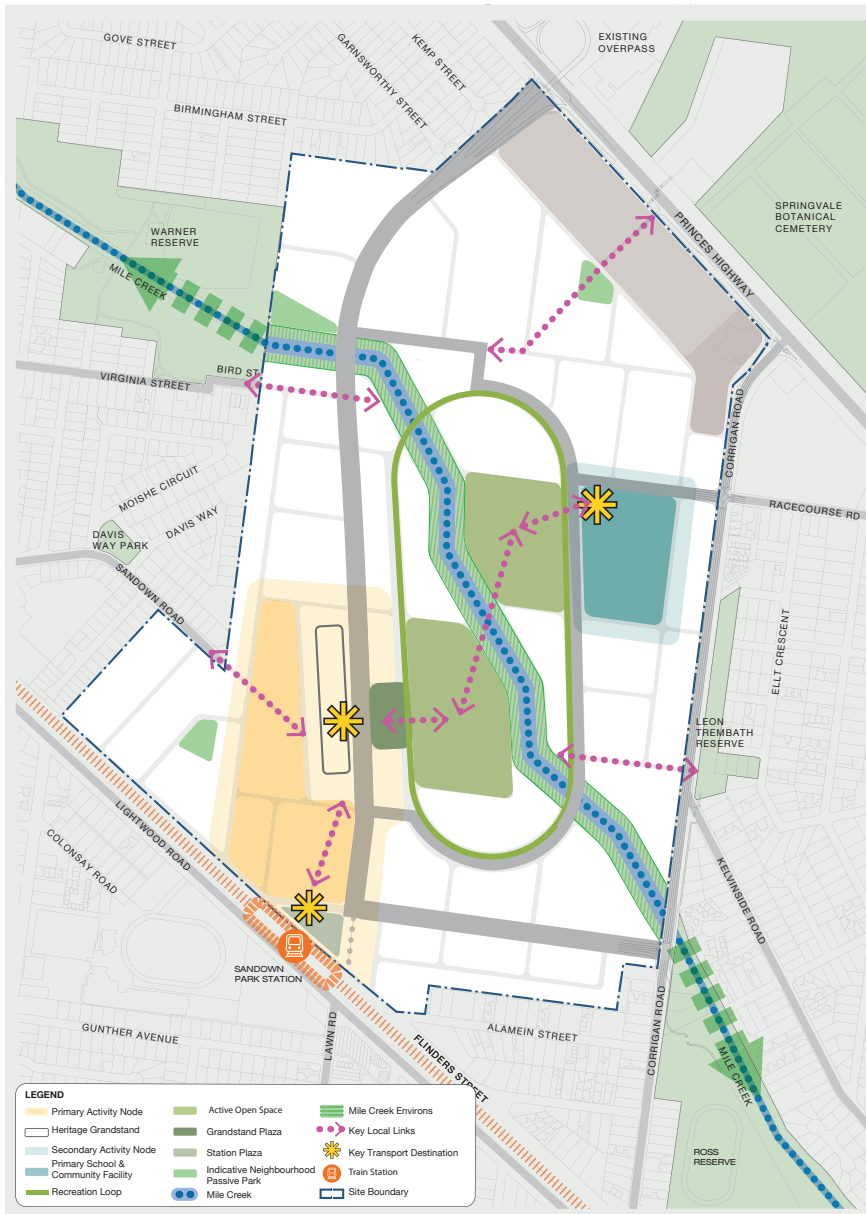 GOVE STREET
KEMP STREET
GARNSWORTHY STREET
EXISTING
OVERPASS
BIRMINGHAM STREET
SPRINGVALE
BOTANICAL
CEMETERY
PRINCES HIGHWAY
WARNER
RESERVE
MILE CREEK
BIRD ST
VIRGINIA STREET
CORRIGAN ROAD
RACECOURSE RD
MOISHE CIRCUIT
DAVIS WAY
DAVIS
WAY PARK
SANDOWN ROAD
ELLT CRESCENT
LEON
TREMBATH
RESERVE
LIGHTWOOD ROAD
COLONSAY ROAD
KELVINSIDE ROAD
SANDOWN
PARK STATION
GUNTHER AVENUE
LAWN RD
FLINDERS STREET
ALAMEIN STREET
CORRIGAN ROAD
MILE CREEK
ROSS
RESERVE
LEGEND
Primary Activity Node
Heritage Grandstand
Secondary Activity Node
Primary School &
Community Facility
Recreation Loop
Active Open Space
Grandstand Plaza
Station Plaza
Indicative Neighbourhood
Passive Park
Mile Creek
Mile Creek Environs
Key Local Links
Key Transport Destination
Train Station
Site Boundary